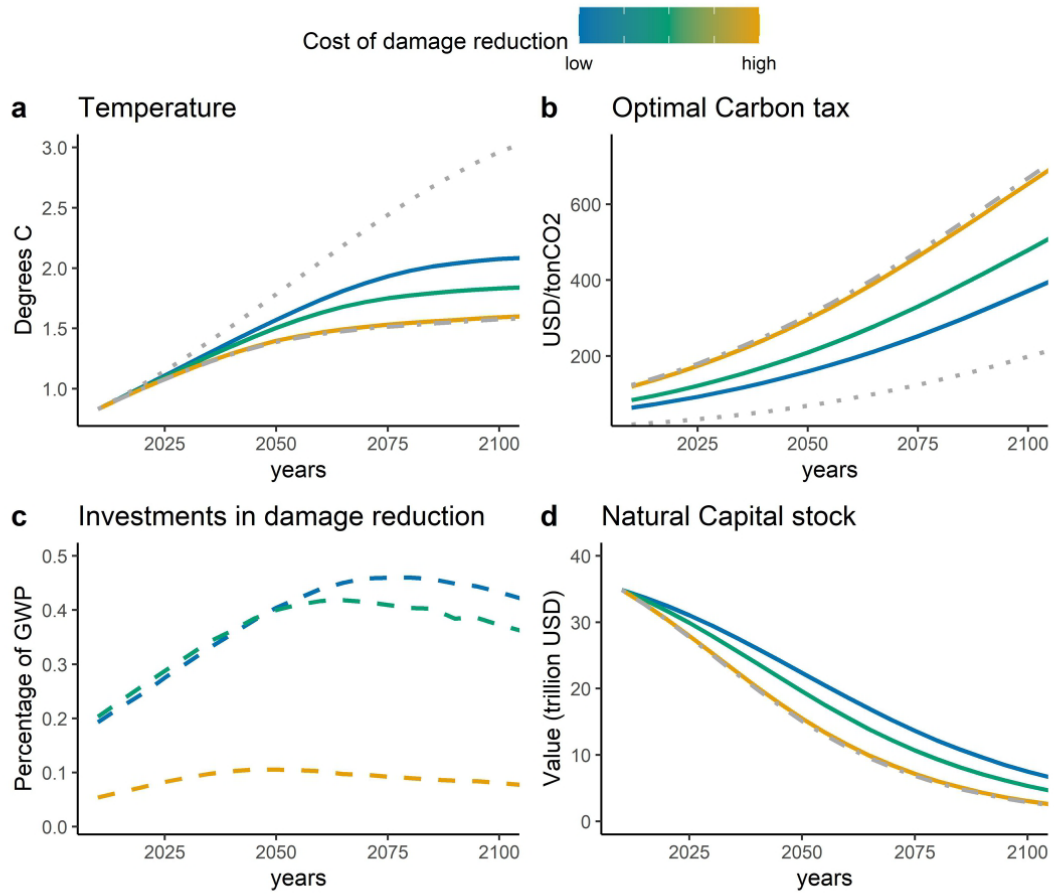 Cost of damage reduction
low high
a Temperature
3.0
2.5
2.0
1.5
1.0
Degrees C
2025 2050 2075 2100
years
b Optimal Carbon tax
600
400
200
USD/tonCO2
2025 2050 2075 2100
years
c Investments in damage reduction
0.5
0.4
0.3
0.2
0.1
0.0
Percentage of GWP
2025 2050 2075 2100
years
d Natural Capital stock
40
30
20
10
0
Value (trillion USD)
2025 2050 2075 2100
years